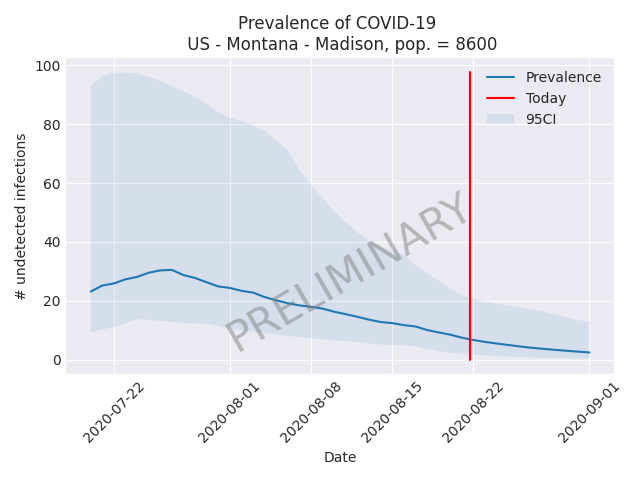 Prevalence of COVID-19
US - Montana - Madison, pop. = 8600
# undetected infections
100
80
60
40
20
0
Prevalence
Today
95CI
PRELIMINARY
2020-07-22
2020-08-01
2020-08-08
2020-08-15
2020-08-22
2020-09-01
Date